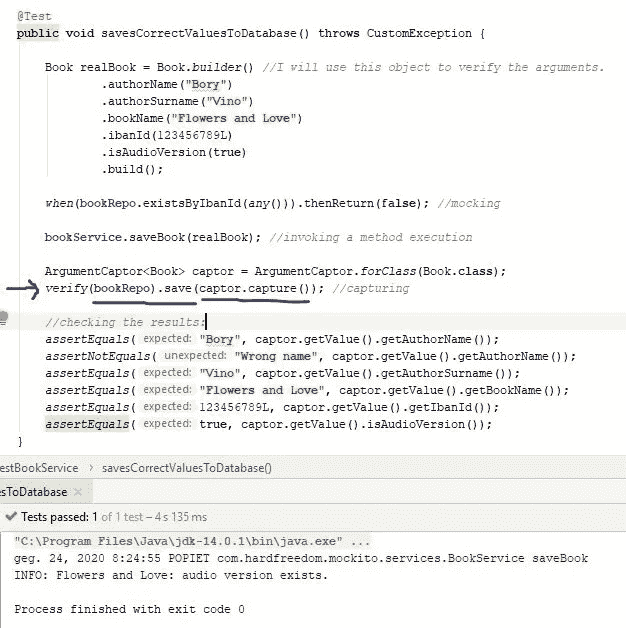 @Test
public void savesCorrectValuesToDatabase() throws CustomException {
Book realBook = Book.builder() //I will use this object to verify the arguments.
.authorName("Bory")
.authorSurname("Vino")
.bookName("Flowers and Love")
.ibanId(123456789L)
.isAudioVersion(true)
.build();
when(bookRepo.existsByIbanId(any())).thenReturn(false); //mocking
bookService.saveBook(realBook); //invoking a method execution
ArgumentCaptor<Book> captor = ArgumentCaptor.forClass(Book.class);
verify(bookRepo).save(captor.capture()); //capturing
//checking the results:
assertEquals( expected: "Bory", captor.getValue().getAuthorName());
assertNotEquals( unexpected: "Wrong name", captor.getValue().getAuthorName());
assertEquals( expected: "Vino", captor.getValue().getAuthorSurname());
assertEquals( expected: "Flowers and Love", captor.getValue().getBookName());
assertEquals( expected: 123456789L, captor.getValue().getIbanId());
assertEquals( expected: true, captor.getValue().isAudioVersion());
}
estBookService › savesCorrectValuesToDatabase()
esToDatabase ×
Tests passed: 1 of 1 test – 4 s 135 ms
"C:\Program Files\Java\jdk-14.0.1\bin\java.exe" ...
geg. 24, 2020 8:24:55 POPIET com.hardfreedom.mockito.services.BookService saveBook
INFO: Flowers and Love: audio version exists.
Process finished with exit code 0